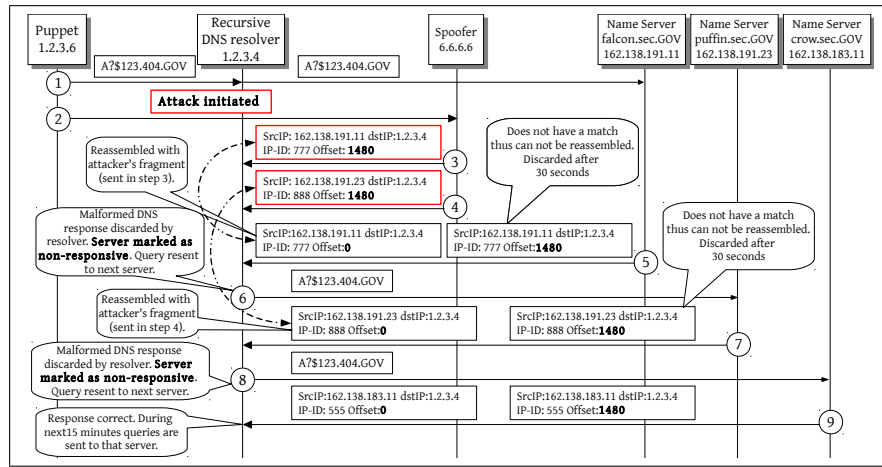 Puppet
1.2.3.6
Recursive
DNS resolver
1.2.3.4
Spoofer
6.6.6.6
Name Server
falcon.sec.GOV
162.138.191.11
Name Server
puffin.sec.GOV
162.138.191.23
Name Server
crow.sec.GOV
162.138.183.11
A?$123.404.GOV
A?$123.404.GOV
1
Attack initiated
2
SrcIP: 162.138.191.11 dstIP:1.2.3.4
IP-ID: 777 Offset: 1480
3
Does not have a match
thus can not be reassembled.
Discarded after
30 seconds
Reassembled with
attacker's fragment
(sent in step 3).
SrcIP: 162.138.191.23 dstIP:1.2.3.4
IP-ID: 888 Offset: 1480
4
Malformed DNS
response discarded by
resolver. Server marked as
non-responsive. Query resent
to next server.
SrcIP:162.138.191.11 dstIP:1.2.3.4
IP-ID: 777 Offset:0
SrcIP:162.138.191.11 dstIP:1.2.3.4
IP-ID: 777 Offset:1480
Does not have a match
thus can not be reassembled.
Discarded after
30 seconds
5
A?$123.404.GOV
6
Reassembled with
attacker's fragment
(sent in step 4).
SrcIP:162.138.191.23 dstIP:1.2.3.4
IP-ID: 888 Offset:0
SrcIP:162.138.191.23 dstIP:1.2.3.4
IP-ID: 888 Offset:1480
7
Malformed DNS response
discarded by resolver. Server
marked as non-responsive.
Query resent to next server.
A?$123.404.GOV
8
SrcIP:162.138.183.11 dstIP:1.2.3.4
IP-ID: 555 Offset:0
SrcIP:162.138.183.11 dstIP:1.2.3.4
IP-ID: 555 Offset:1480
9
Response correct. During
next15 minutes queries are
sent to that server.